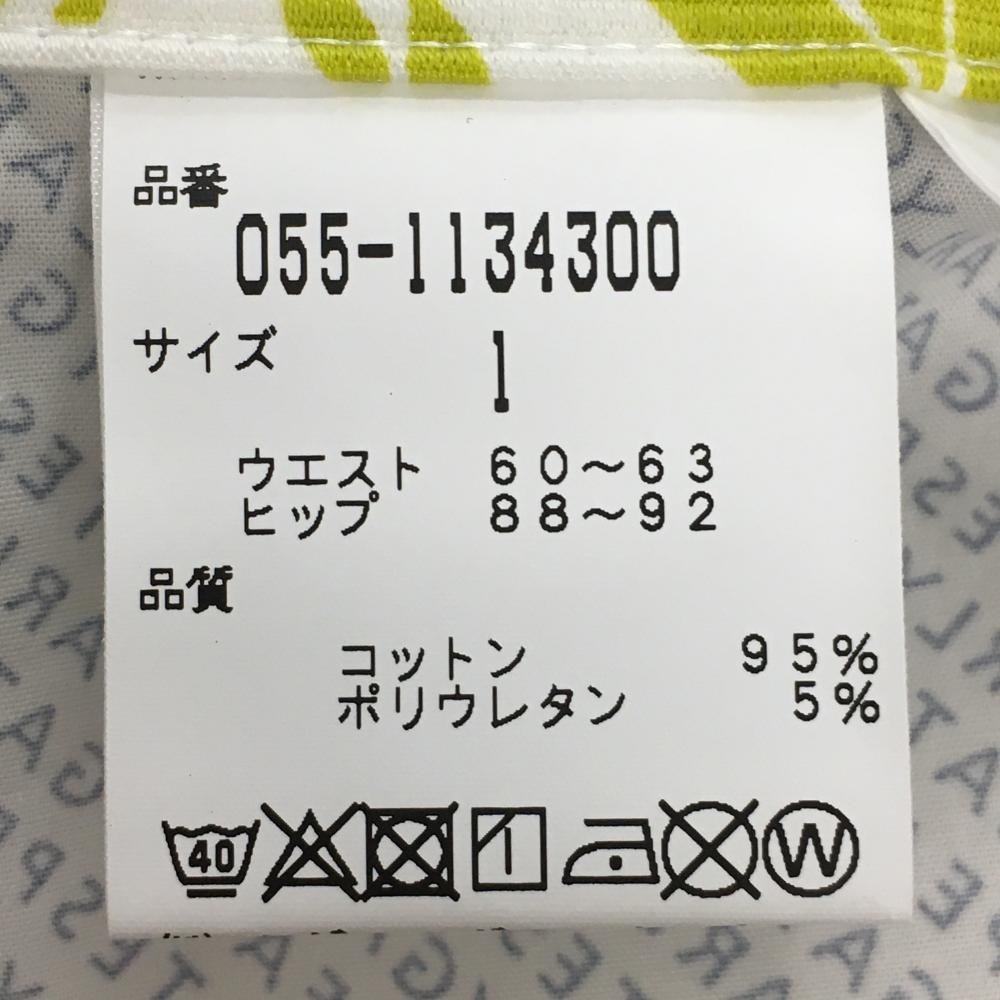 品番
055-1134300
サイズ 1
ウエスト 60～63
ヒップ 88～92
品質
コットン 95%
ポリウレタン 5%
40 W